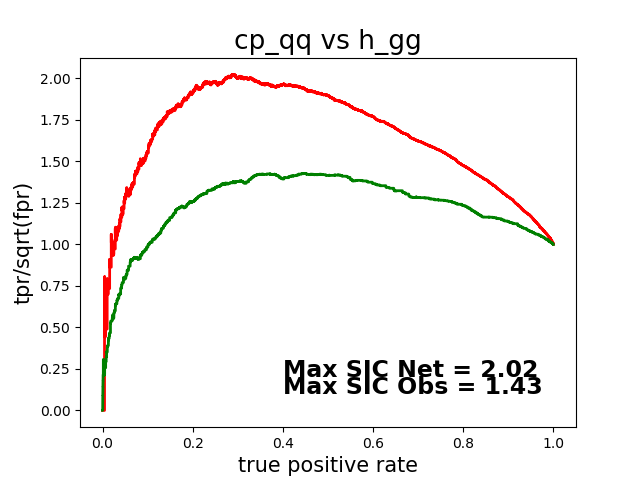 cp_qq vs h_gg
2.00
1.75
1.50
1.25
1.00
0.75
0.50
0.25
0.00
tpr/sqrt(fpr)
Max SIC Net = 2.02
Max SIC Obs = 1.43
0.0 0.2 0.4 0.6 0.8 1.0
true positive rate